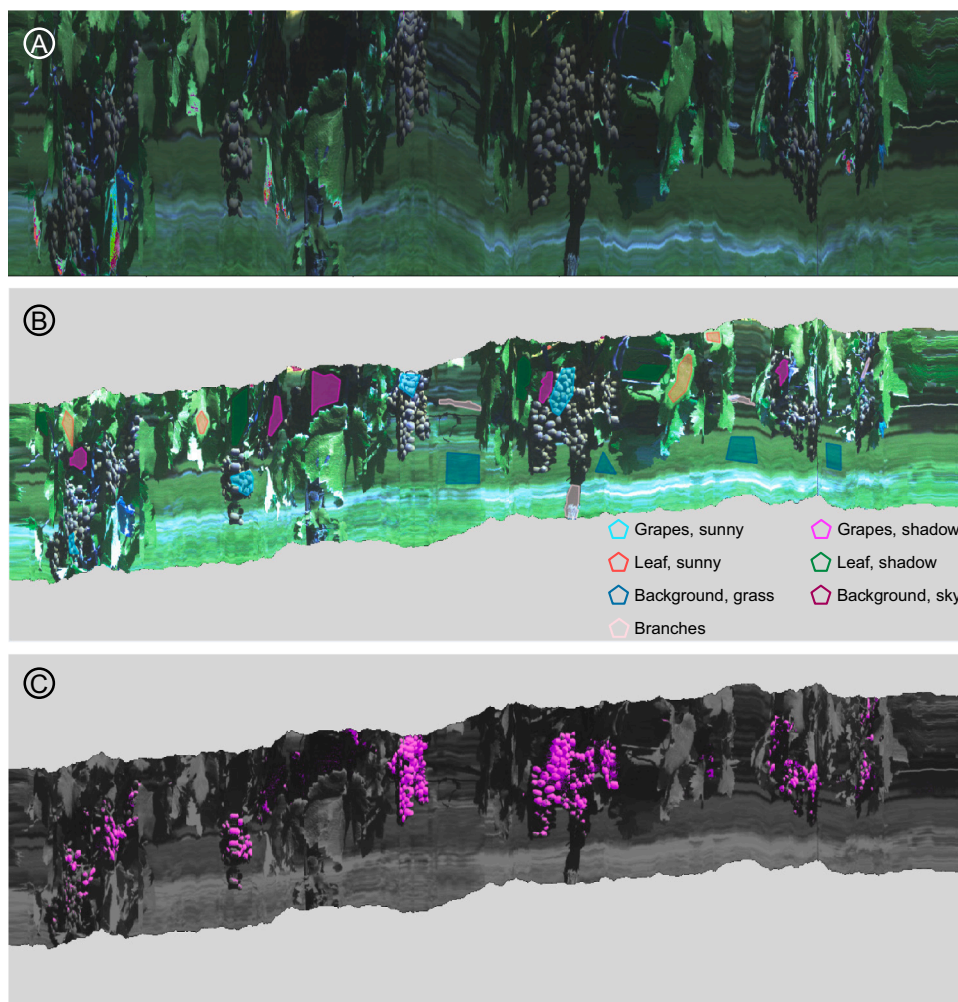 A
B
Grapes, sunny
Grapes, shadow
Leaf, sunny
Leaf, shadow
Background, grass
Background, sky
Branches
C